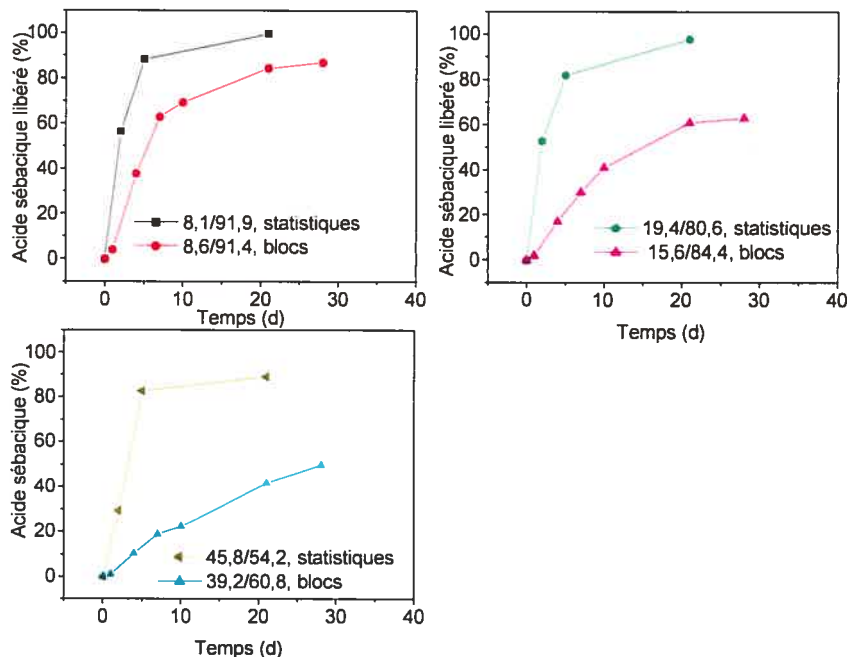 Acide sébacique libéré (%)
100
80
60
40
20
0
8,1/91,9, statistiques
8,6/91,4, blocs
0 10 20 30 40
Temps (d)
Acide sébacique libéré (%)
100
80
60
40
20
0
19,4/80,6, statistiques
15,6/84,4, blocs
0 10 20 30 40
Temps (d)
Acide sébacique (%)
100
80
60
40
20
0
45,8/54,2, statistiques
39,2/60,8, blocs
0 10 20 30 40
Temps (d)